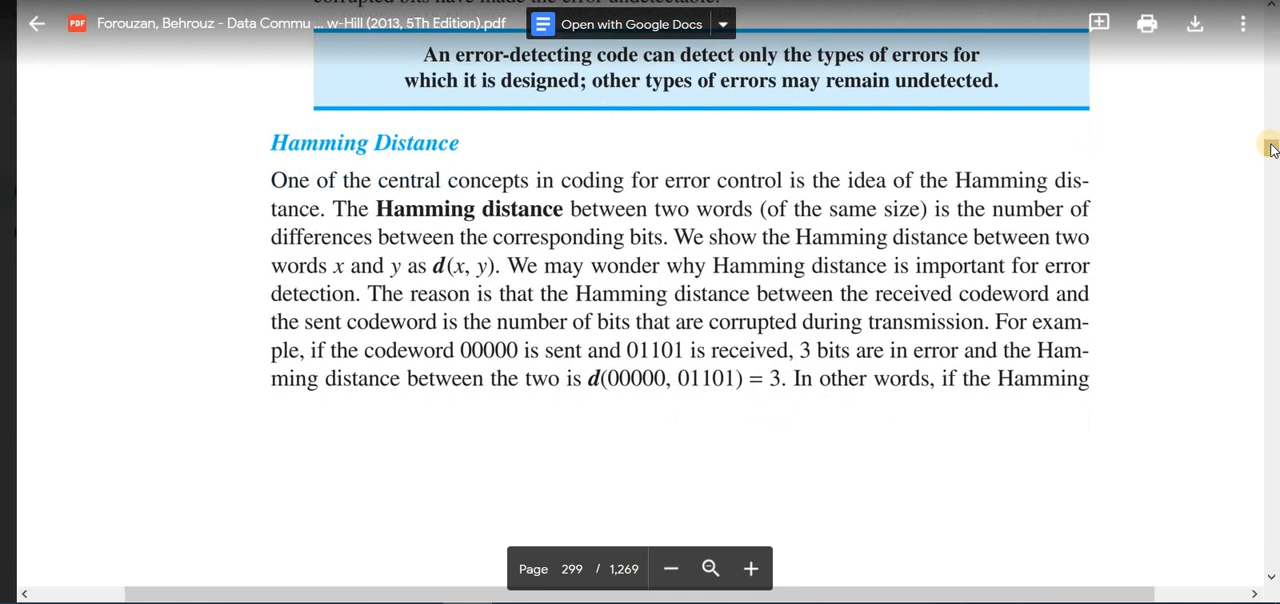 corrupted bits have made the error undetectable.
Forouzan, Behrouz - Data Commu ... w-Hill (2013, 5Th Edition).pdf
PDF
Open with Google Docs
An error-detecting code can detect only the types of errors for
which it is designed; other types of errors may remain undetected.
Hamming Distance
One of the central concepts in coding for error control is the idea of the Hamming dis-
tance. The Hamming distance between two words (of the same size) is the number of
differences between the corresponding bits. We show the Hamming distance between two
words x and y as d(x, y). We may wonder why Hamming distance is important for error
detection. The reason is that the Hamming distance between the received codeword and
the sent codeword is the number of bits that are corrupted during transmission. For exam-
ple, if the codeword 00000 is sent and 01101 is received, 3 bits are in error and the Ham-
ming distance between the two is d(00000, 01101) = 3. In other words, if the Hamming
Page 299 / 1,269